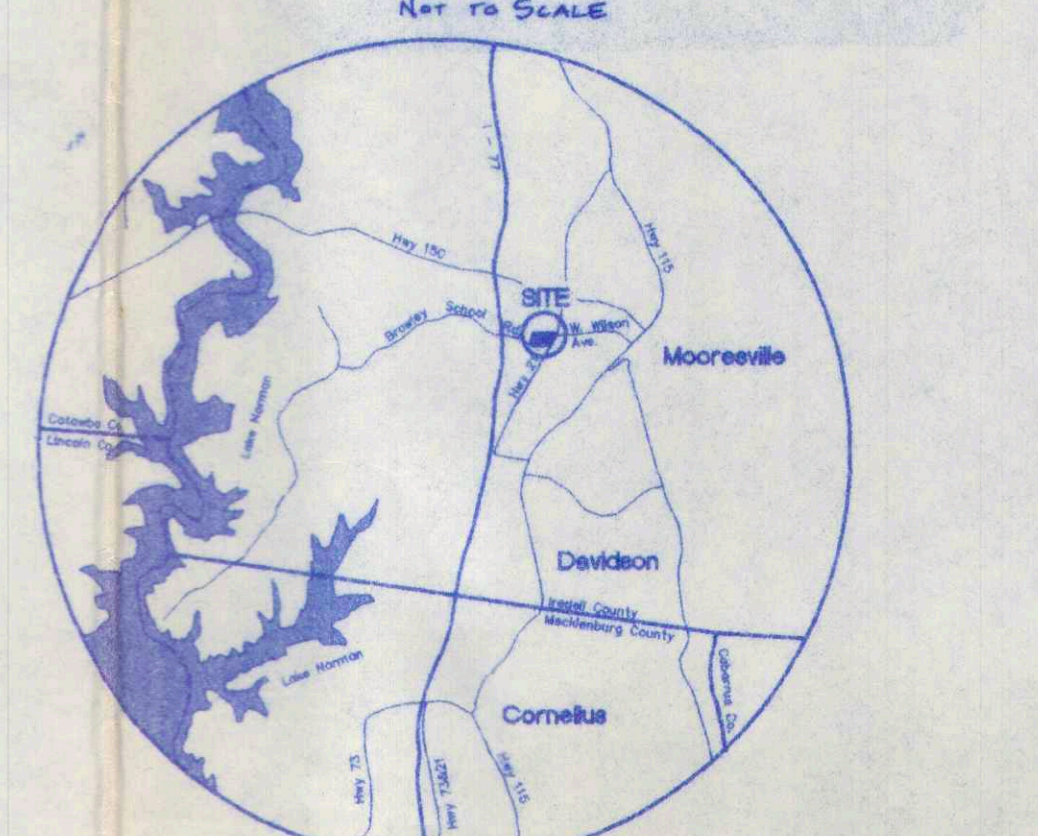 NOT TO SCALE
I - 77
Hwy 115
Hwy 150
SITE
Brawley School Rd.
W. Wilson
Ave.
Hwy 21
Mooresville
Catawba Co.
Lincoln Co.
Lake Norman
Davidson
Iredell County
Mecklenburg County
Cabarrus Co.
Lake Norman
Cornelius
Hwy 73
Hwy 73&21
Hwy 115